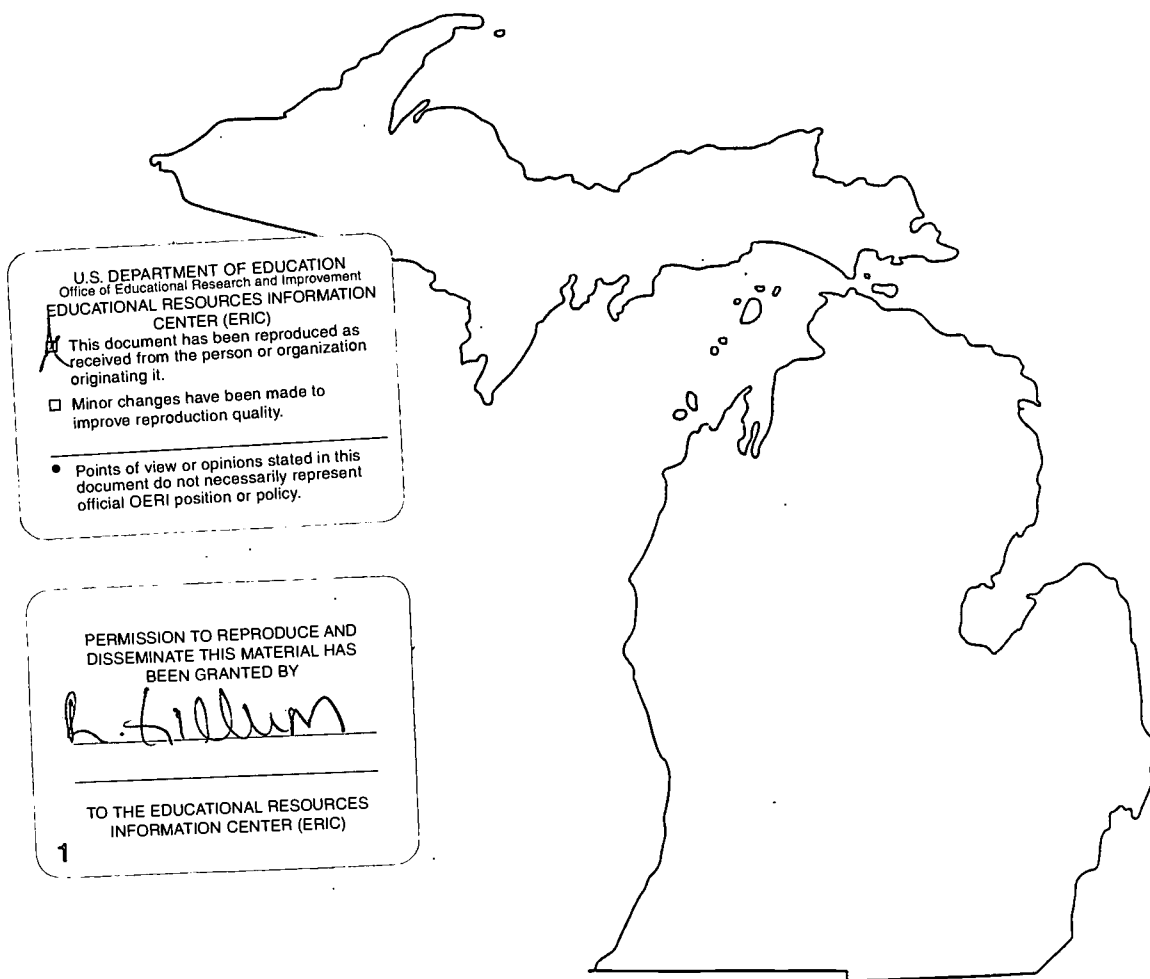 U.S. DEPARTMENT OF EDUCATION
Office of Educational Research and Improvement
EDUCATIONAL RESOURCES INFORMATION
CENTER (ERIC)
This document has been reproduced as
received from the person or organization
originating it.
□ Minor changes have been made to
improve reproduction quality.
• Points of view or opinions stated in this
document do not necessarily represent
official OERI position or policy.
PERMISSION TO REPRODUCE AND
DISSEMINATE THIS MATERIAL HAS
BEEN GRANTED BY
TO THE EDUCATIONAL RESOURCES
INFORMATION CENTER (ERIC)
1